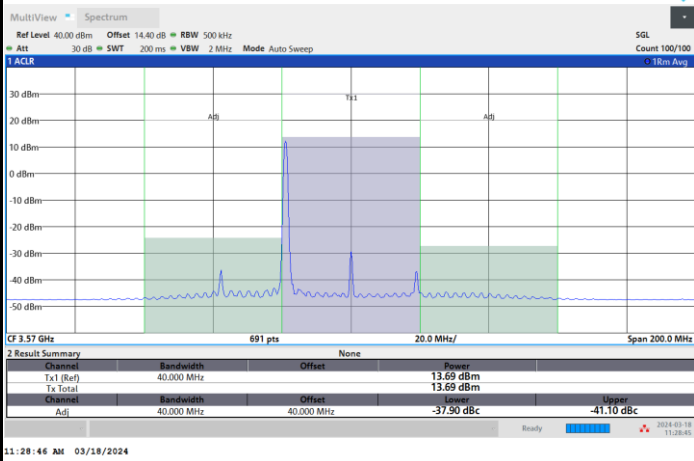 MultiView Spectrum
Ref Level 40.00 dBm Offset 14.40 dB RBW 500 kHz SGL
Att 30 dB SWT 200 ms VBW 2 MHz Mode Auto Sweep Count 100/100
1 ACLR 1Rm Avg
30 dBm
Tx1
20 dBm
Adj Adj
10 dBm
0 dBm
-10 dBm
-20 dBm
-30 dBm
-40 dBm
-50 dBm
CF 3.57 GHz 691 pts 20.0 MHz/ Span 200.0 MHz
2 Result Summary None
Channel Bandwidth Offset Power
Tx1 (Ref) 40.000 MHz 13.69 dBm
Tx Total 13.69 dBm
Channel Bandwidth Offset Lower Upper
Adj 40.000 MHz 40.000 MHz -37.90 dBc -41.10 dBc
Ready 2024-03-18
11:28:45
11:28:46 AM 03/18/2024